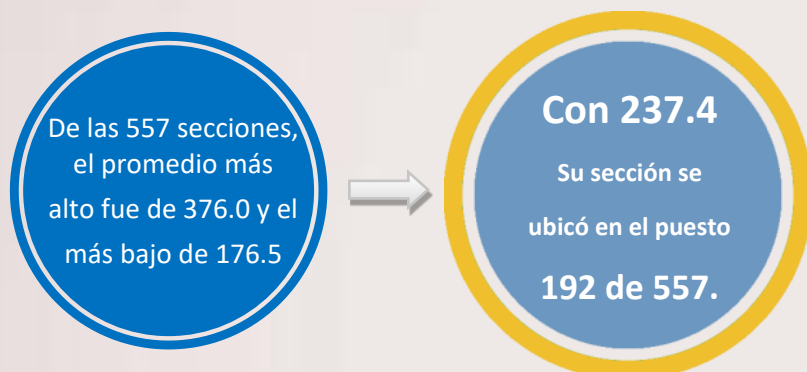 De las 557 secciones,
el promedio más
alto fue de 376.0 y el
más bajo de 176.5
Con 237.4
Su sección se
ubicó en el puesto
192 de 557.